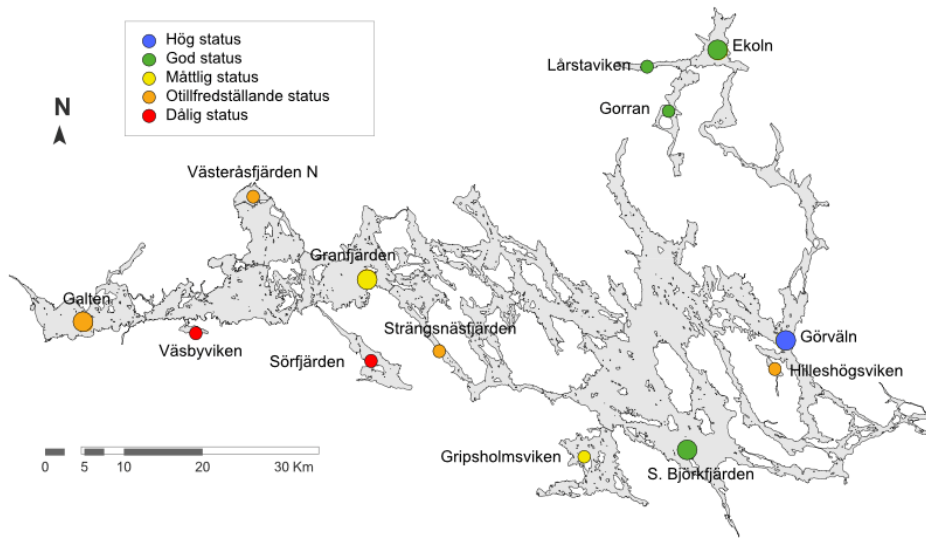 Hög status
God status
Måttlig status
Otillfredställande status
Dålig status
N
Ekoln
Lårstaviken
Gorran
Västeråsfjärden N
Granfjärden
Galten
Väsbyviken
Sörfjärden
Strängsnäsfjärden
Görväln
Hilleshögsviken
Gripsholmsviken
S. Björkfjärden
0 5 10 20 30 Km